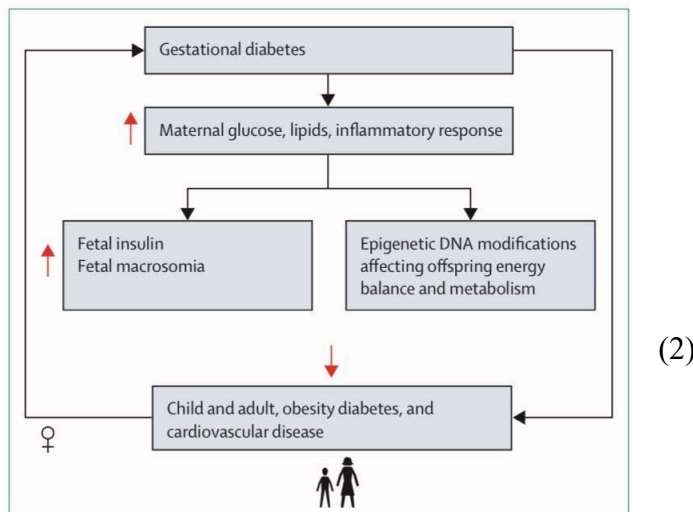 Gestational diabetes
Maternal glucose, lipids, inflammatory response
Fetal insulin
Fetal macrosomia
Epigenetic DNA modifications
affecting offspring energy
balance and metabolism
(2)
Child and adult, obesity diabetes, and
cardiovascular disease
♀